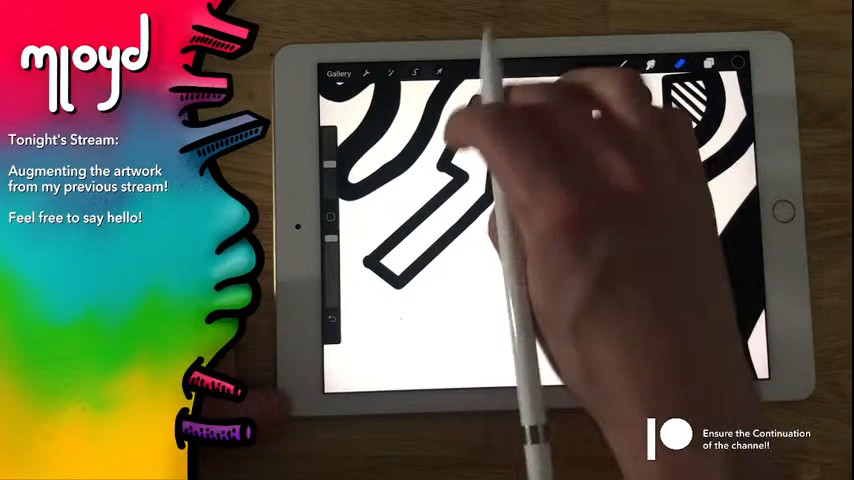 mloyd
Tonight's Stream:
Augmenting the artwork
from my previous stream!
Feel free to say hello!
Gallery
Ensure the Continuation
of the channel!